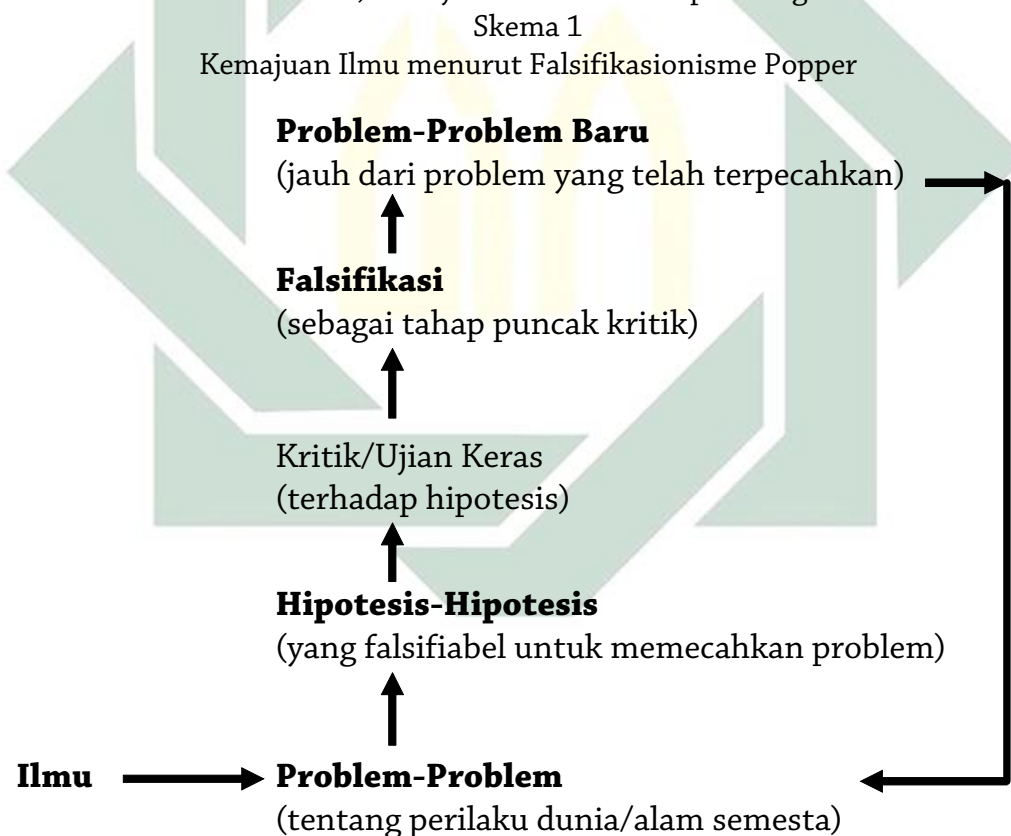 Skema 1
Kemajuan Ilmu menurut Falsifikasionisme Popper
Problem-Problem Baru
(jauh dari problem yang telah terpecahkan)
Falsifikasi
(sebagai tahap puncak kritik)
Kritik/Ujian Keras
(terhadap hipotesis)
Hipotesis-Hipotesis
(yang falsifiabel untuk memecahkan problem)
Ilmu Problem-Problem
(tentang perilaku dunia/alam semesta)